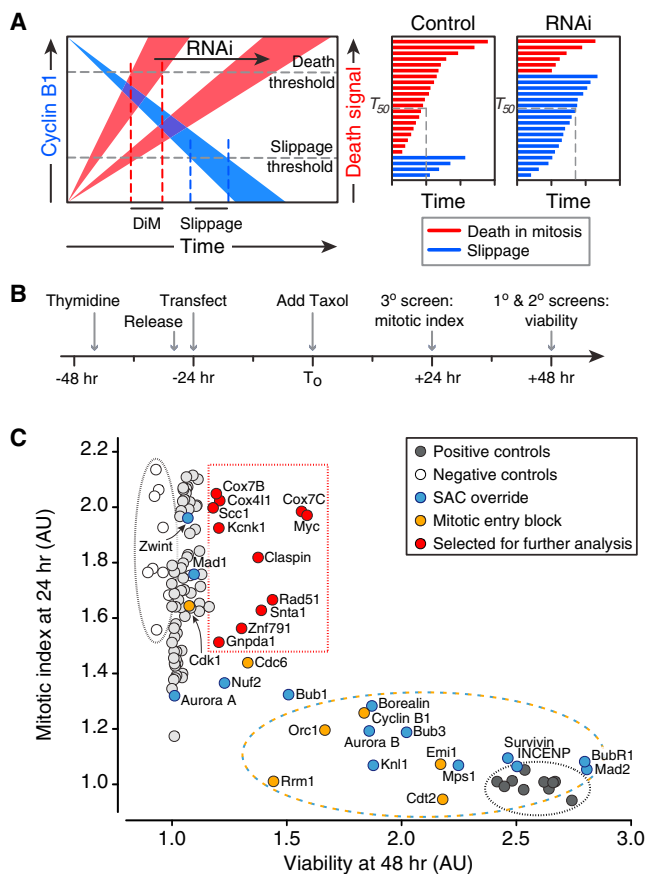 A
Cyclin B1
RNAi
Death
threshold
Slippage
threshold
Death signal
DiM
Slippage
Time
Control
RNAi
T50
T50
Time
Time
Death in mitosis
Slippage
B
Thymidine
Release
Transfect
Add Taxol
3o screen:
mitotic index
1o & 2o screens:
viability
-48 hr
-24 hr
To
+24 hr
+48 hr
C
Mitotic index at 24 hr (AU)
2.2
2.0
1.8
1.6
1.4
1.2
1.0
1.0
1.5
2.0
2.5
3.0
Viability at 48 hr (AU)
Positive controls
Negative controls
SAC override
Mitotic entry block
Selected for further analysis
Cox7B
Cox4I1
Scc1
Kcnk1
Cox7C
Myc
Zwint
Mad1
Claspin
Rad51
Snta1
Znf791
Gnpda1
Cdk1
Cdc6
Aurora A
Nuf2
Bub1
Borealin
Cyclin B1
Orc1
Aurora B
Bub3
Survivin
INCENP
BubR1
Emi1
Knl1
Mps1
Mad2
Rrm1
Cdt2